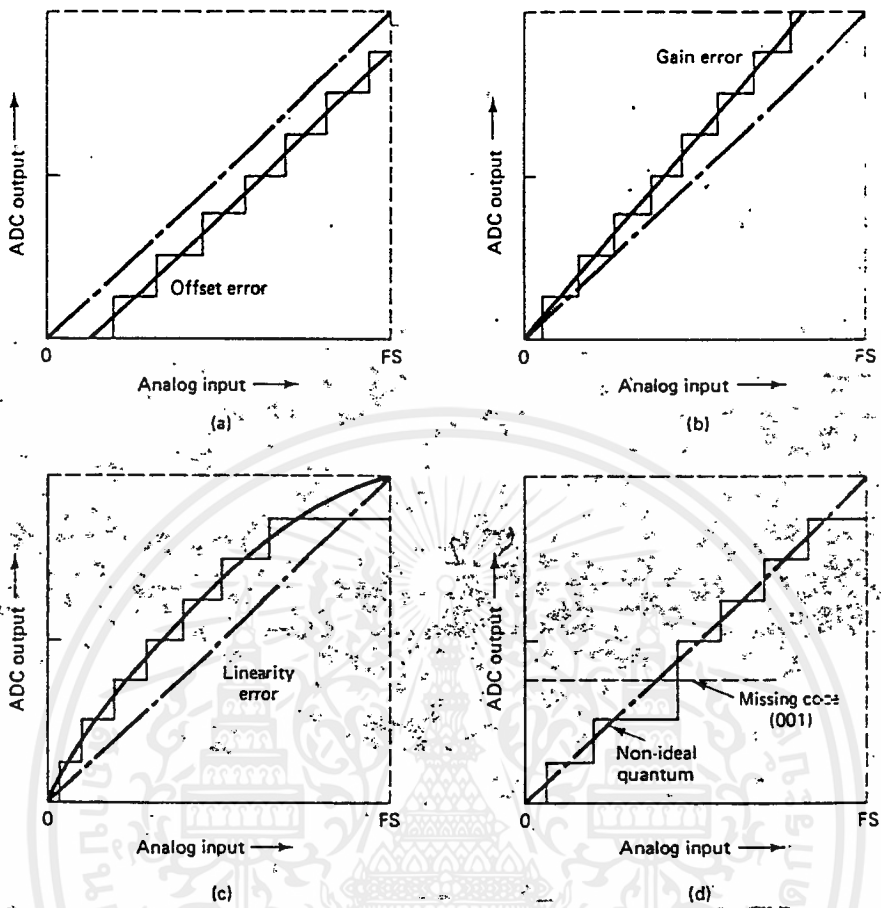 Offset error
ADC output
0
FS
Analog input
(a)
Gain error
ADC output
0
FS
Analog input
(b)
Linearity
error
ADC output
0
FS
Analog input
(c)
Missing code
(001)
Non-ideal
quantum
ADC output
0
FS
Analog input
(d)